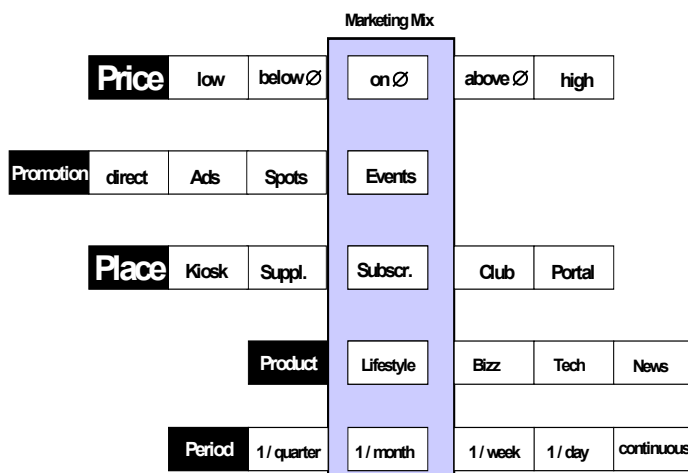 Marketing Mix
Price low below Ø on Ø above Ø high
Promotion direct Ads Spots Events
Place Kiosk Suppl. Subscr. Club Portal
Product Lifestyle Bizz Tech News
Period 1 / quarter 1 / month 1 / week 1 / day continuous